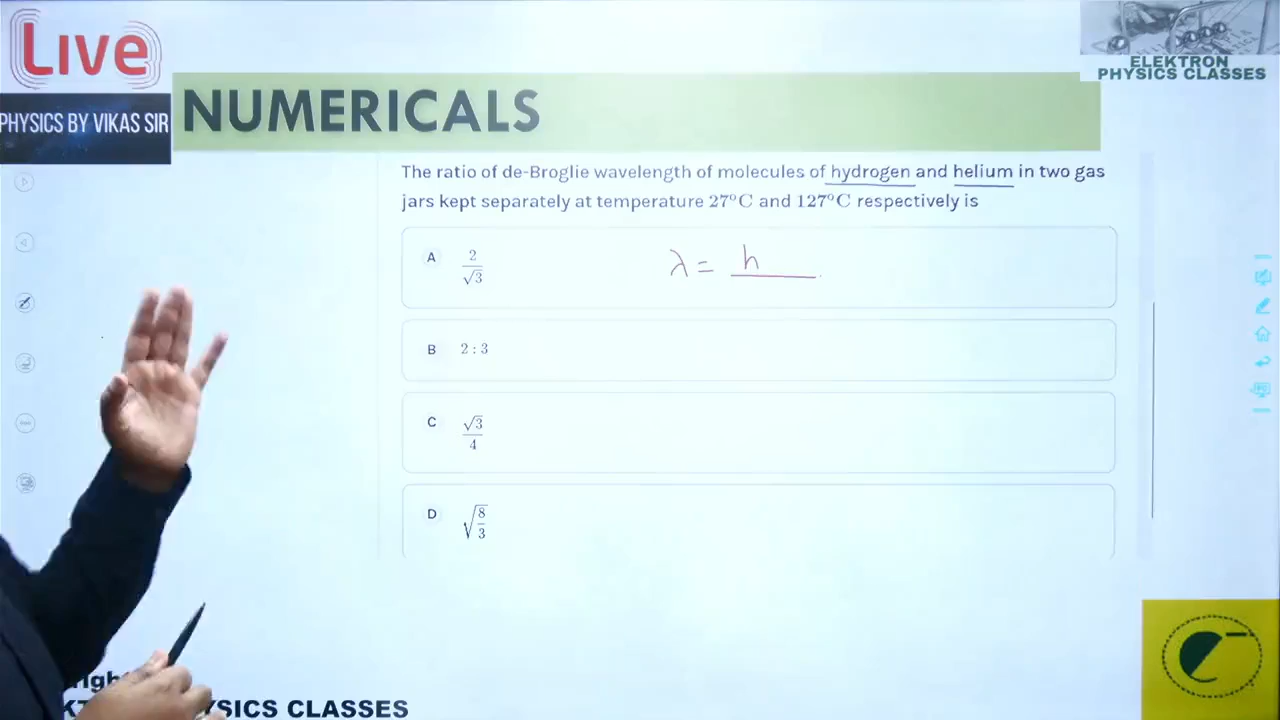 Live
ELEKTRON
PHYSICS CLASSES
PHYSICS BY VIKAS SIR
NUMERICALS
The ratio of de-Broglie wavelength of molecules of hydrogen and helium in two gas
jars kept separately at temperature 27°C and 127°C respectively is
A 2/√3
λ = h
B 2 : 3
C √3/4
D √(8/3)
PHYSICS CLASSES